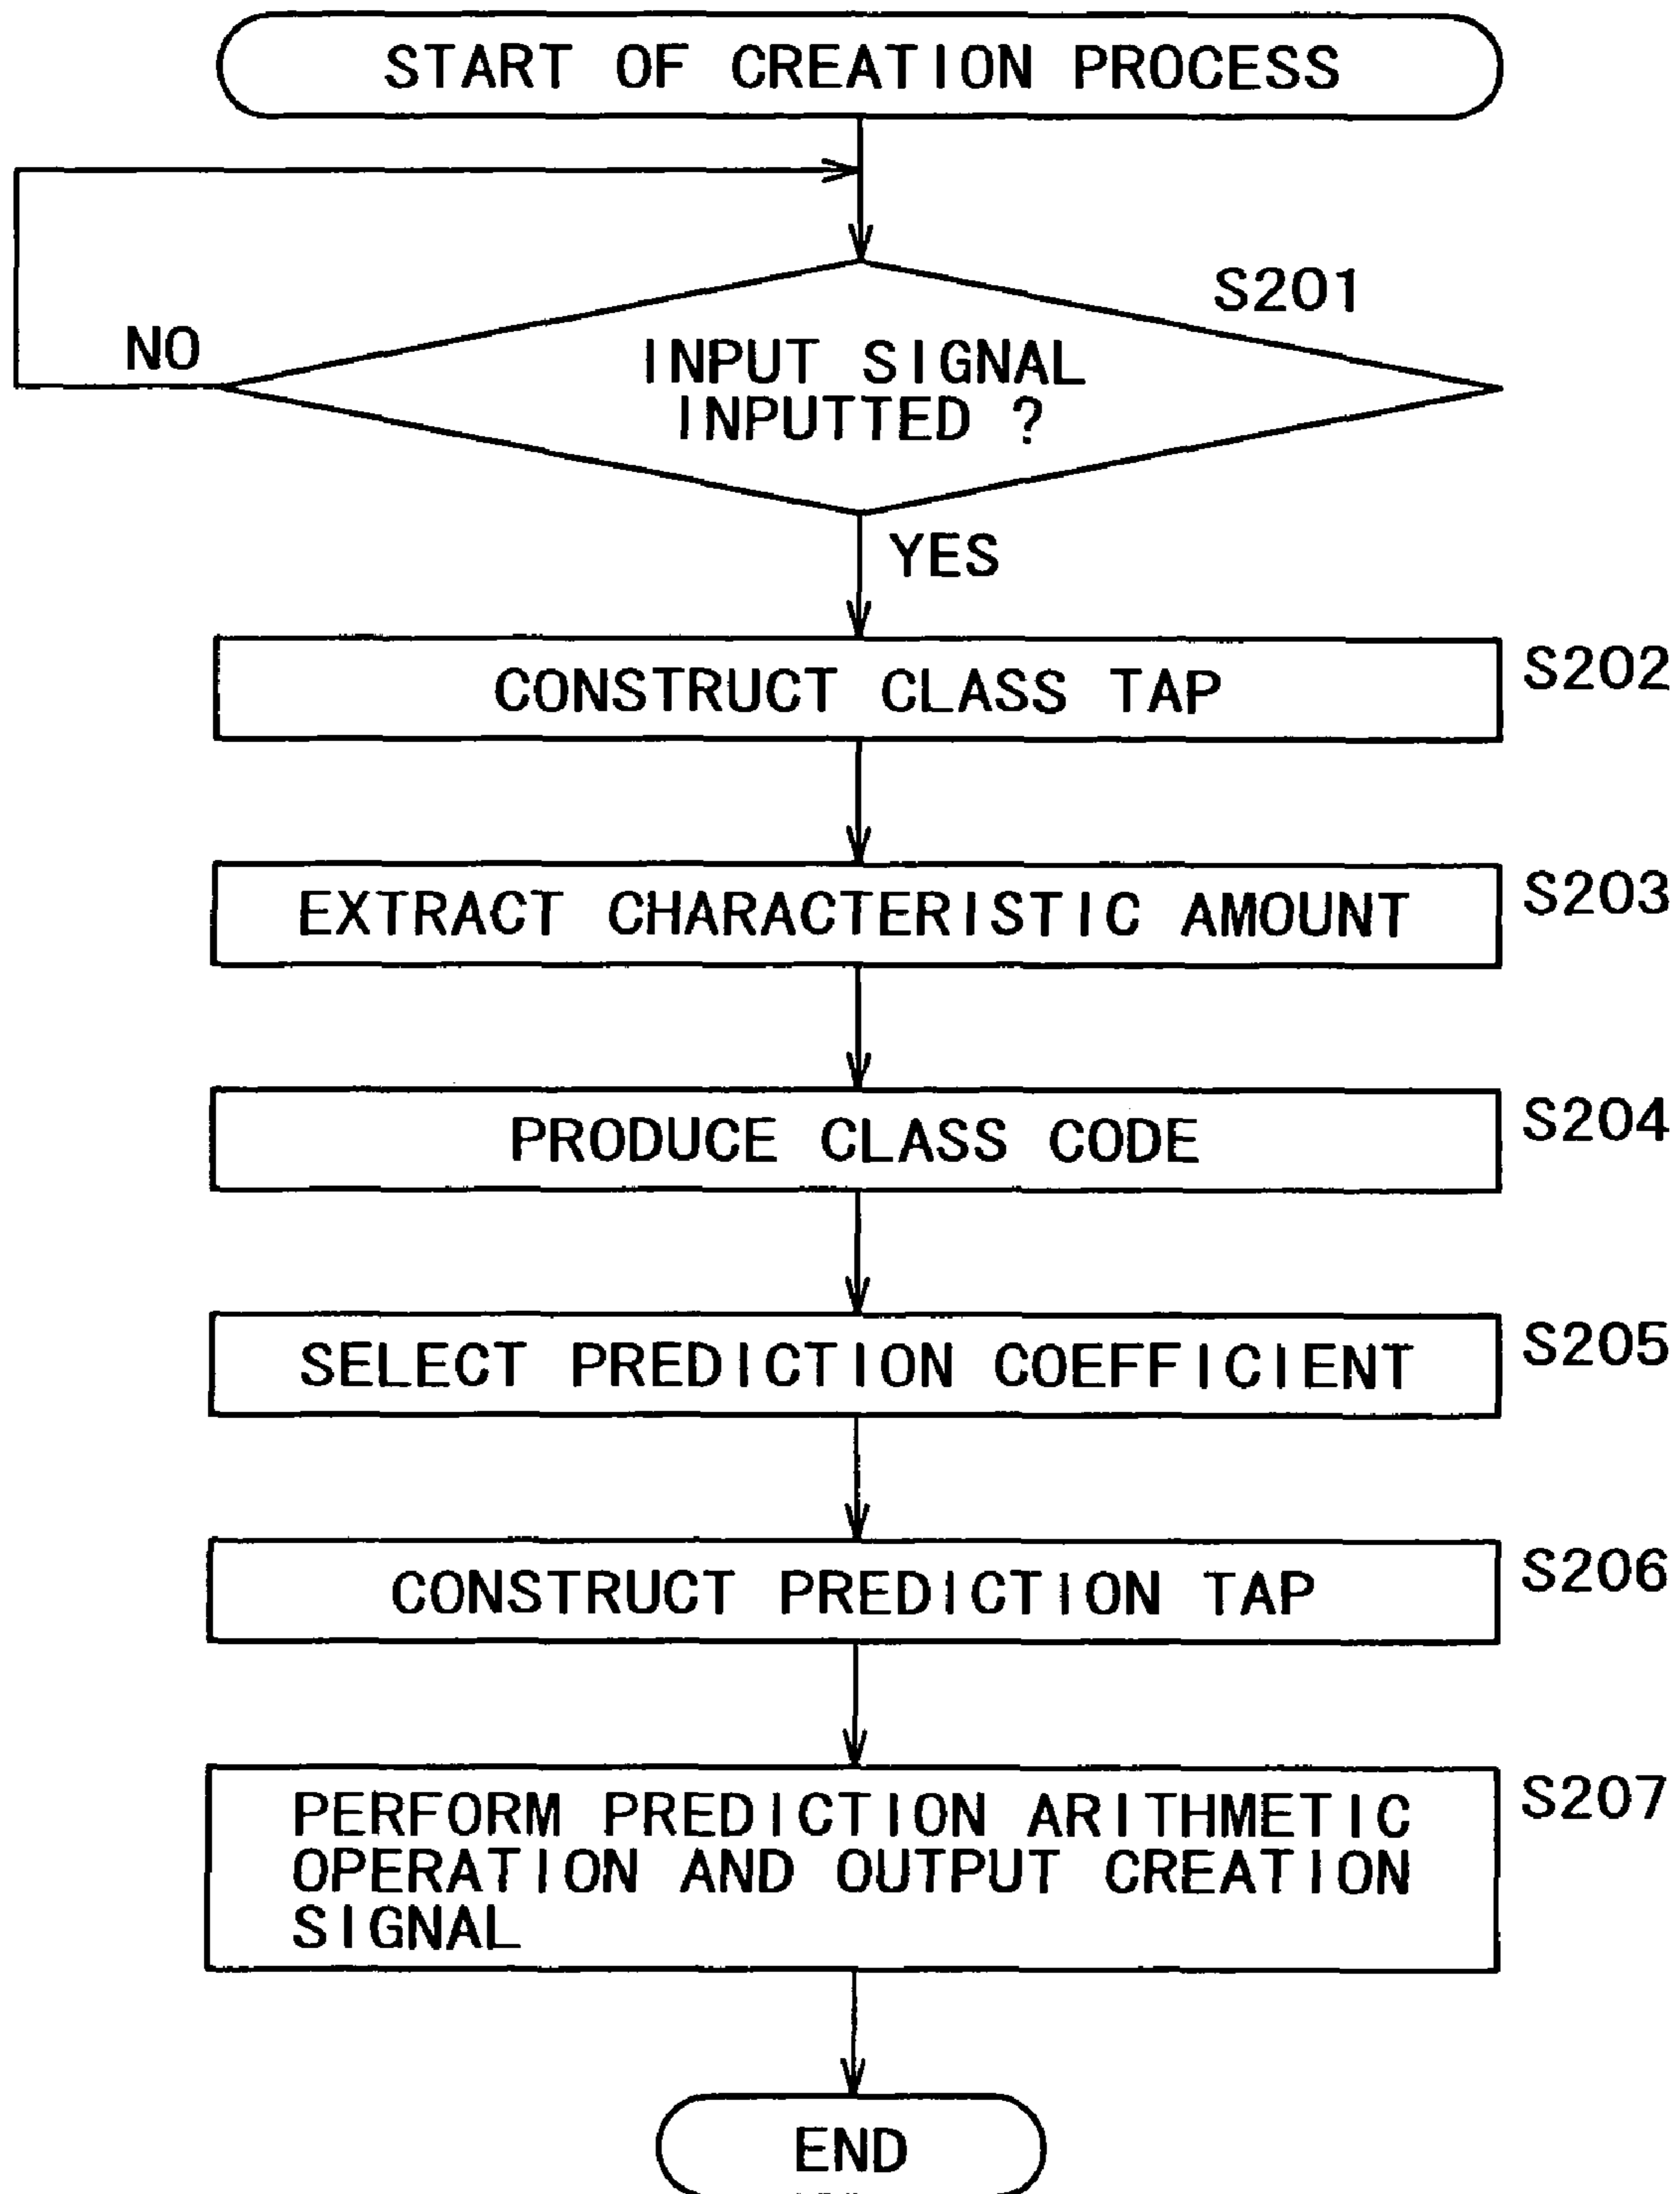 START OF CREATION PROCESS
S201
NO
INPUT SIGNAL
INPUTTED ?
YES
CONSTRUCT CLASS TAP
S202
EXTRACT CHARACTERISTIC AMOUNT
S203
PRODUCE CLASS CODE
S204
SELECT PREDICTION COEFFICIENT
S205
CONSTRUCT PREDICTION TAP
S206
PERFORM PREDICTION ARITHMETIC
OPERATION AND OUTPUT CREATION
SIGNAL
S207
END